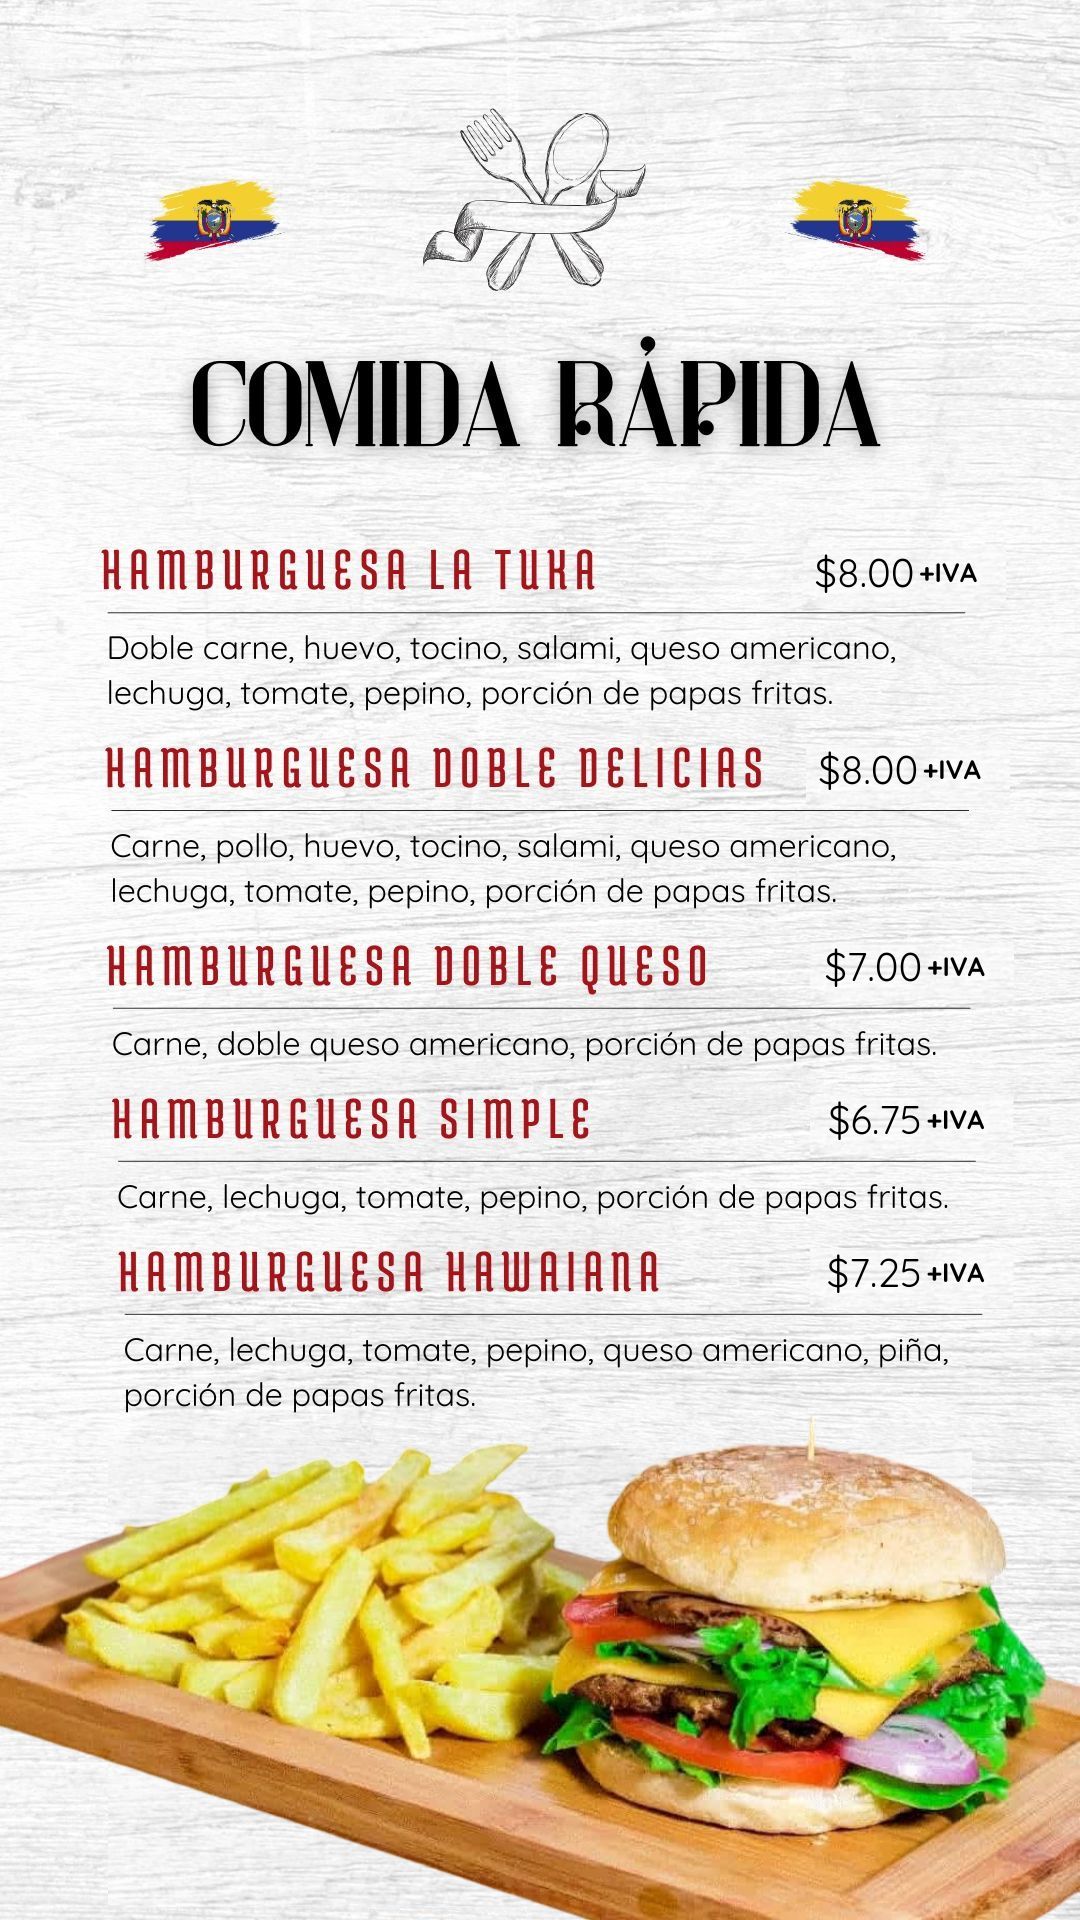 COMIDA RÁPIDA
HAMBURGUESA LA TUKA $8.00 +IVA
Doble carne, huevo, tocino, salami, queso americano,
lechuga, tomate, pepino, porción de papas fritas.
HAMBURGUESA DOBLE DELICIAS $8.00 +IVA
Carne, pollo, huevo, tocino, salami, queso americano,
lechuga, tomate, pepino, porción de papas fritas.
HAMBURGUESA DOBLE QUESO $7.00 +IVA
Carne, doble queso americano, porción de papas fritas.
HAMBURGUESA SIMPLE $6.75 +IVA
Carne, lechuga, tomate, pepino, porción de papas fritas.
HAMBURGUESA HAWAIANA $7.25 +IVA
Carne, lechuga, tomate, pepino, queso americano, piña,
porción de papas fritas.